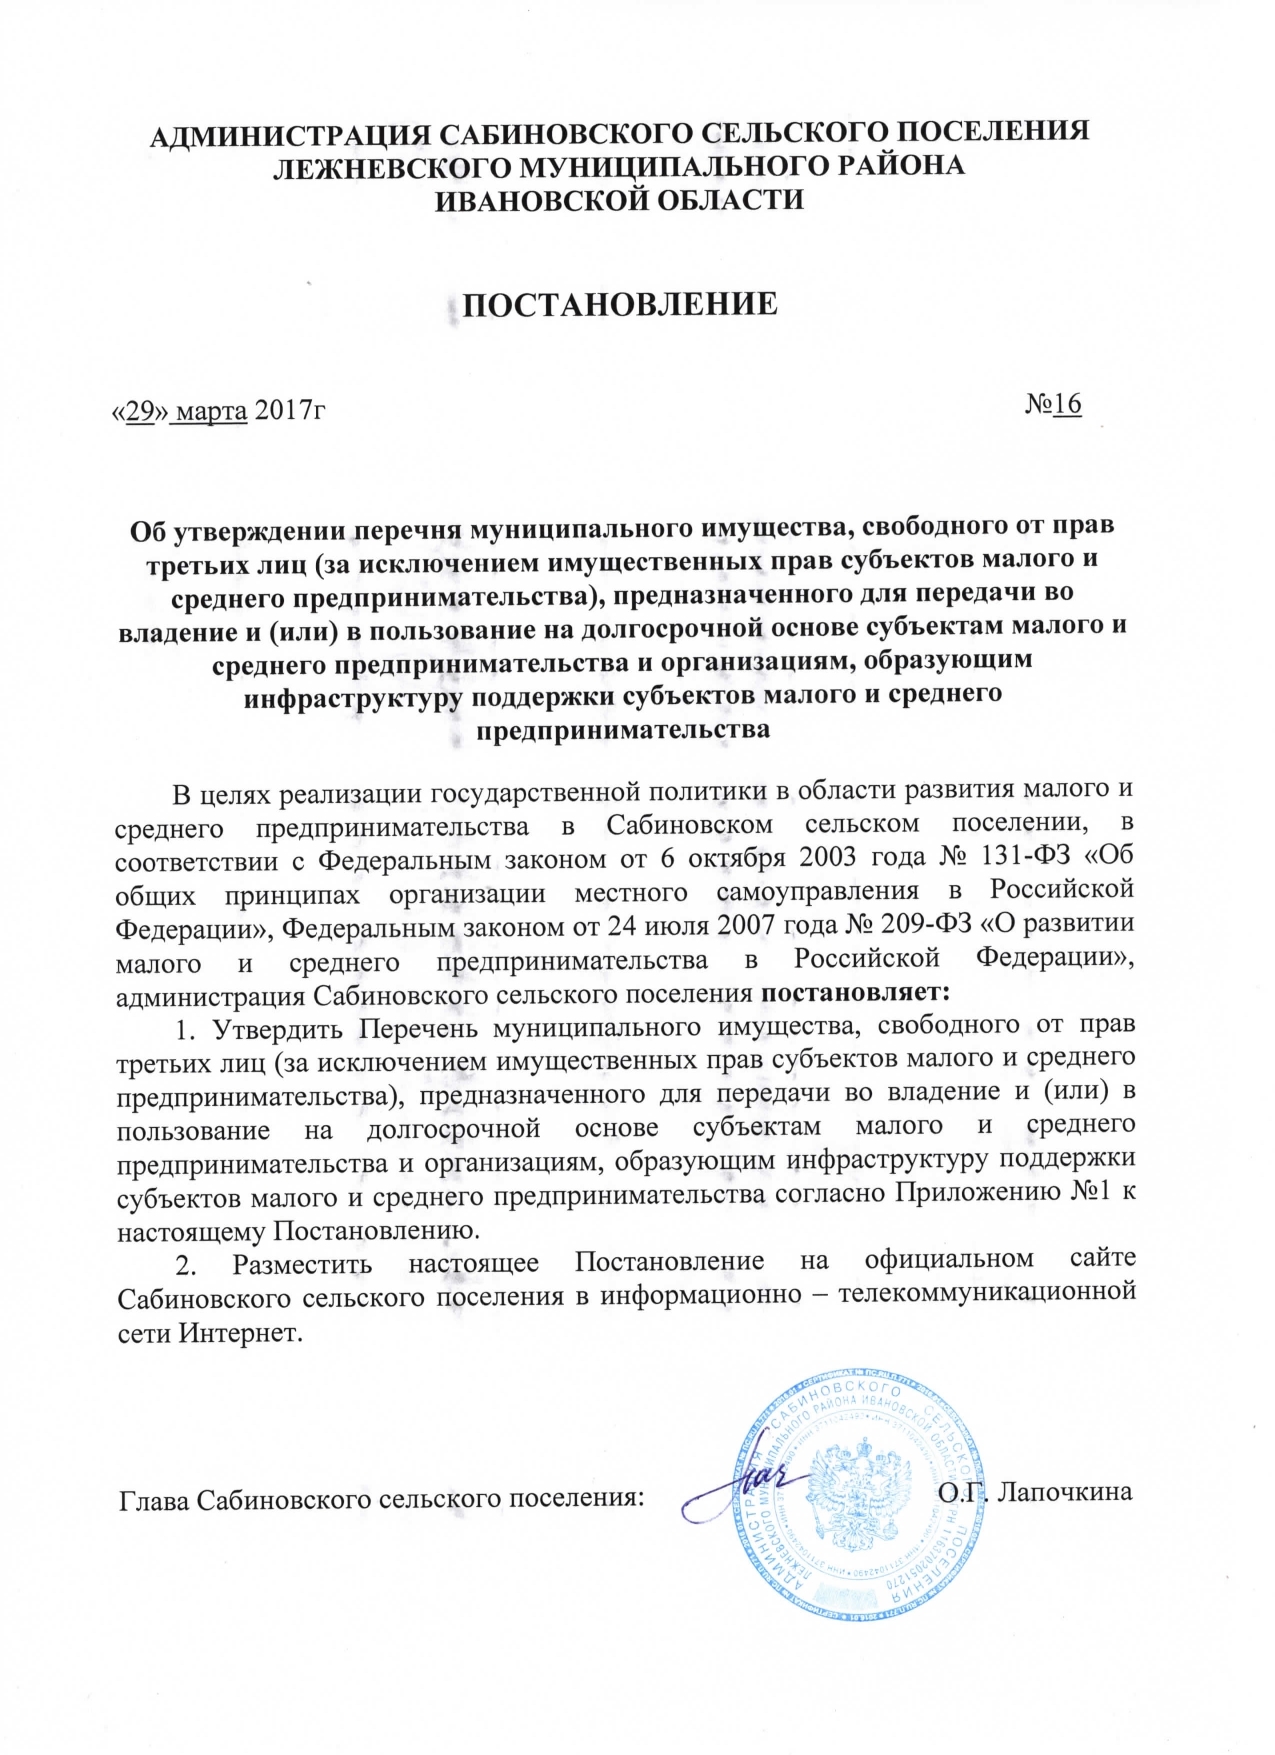 АДМИНИСТРАЦИЯ САБИНОВСКОГО СЕЛЬСКОГО ПОСЕЛЕНИЯ
ЛЕЖНЕВСКОГО МУНИЦИПАЛЬНОГО РАЙОНА
ИВАНОВСКОЙ ОБЛАСТИ
ПОСТАНОВЛЕНИЕ
«29» марта 2017г №16
Об утверждении перечня муниципального имущества, свободного от прав
третьих лиц (за исключением имущественных прав субъектов малого и
среднего предпринимательства), предназначенного для передачи во
владение и (или) в пользование на долгосрочной основе субъектам малого и
среднего предпринимательства и организациям, образующим
инфраструктуру поддержки субъектов малого и среднего
предпринимательства
В целях реализации государственной политики в области развития малого и
среднего предпринимательства в Сабиновском сельском поселении, в
соответствии с Федеральным законом от 6 октября 2003 года № 131-ФЗ «Об
общих принципах организации местного самоуправления в Российской
Федерации», Федеральным законом от 24 июля 2007 года № 209-ФЗ «О развитии
малого и среднего предпринимательства в Российской Федерации»,
администрация Сабиновского сельского поселения постановляет:
1. Утвердить Перечень муниципального имущества, свободного от прав
третьих лиц (за исключением имущественных прав субъектов малого и среднего
предпринимательства), предназначенного для передачи во владение и (или) в
пользование на долгосрочной основе субъектам малого и среднего
предпринимательства и организациям, образующим инфраструктуру поддержки
субъектов малого и среднего предпринимательства согласно Приложению №1 к
настоящему Постановлению.
2. Разместить настоящее Постановление на официальном сайте
Сабиновского сельского поселения в информационно – телекоммуникационной
сети Интернет.
Глава Сабиновского сельского поселения: О.Г. Лапочкина
АДМИНИСТРАЦИЯ САБИНОВСКОГО СЕЛЬСКОГО ПОСЕЛЕНИЯ
ЛЕЖНЕВСКОГО МУНИЦИПАЛЬНОГО РАЙОНА ИВАНОВСКОЙ ОБЛАСТИ ОГРН 1163702051270
ИНН 3711042490